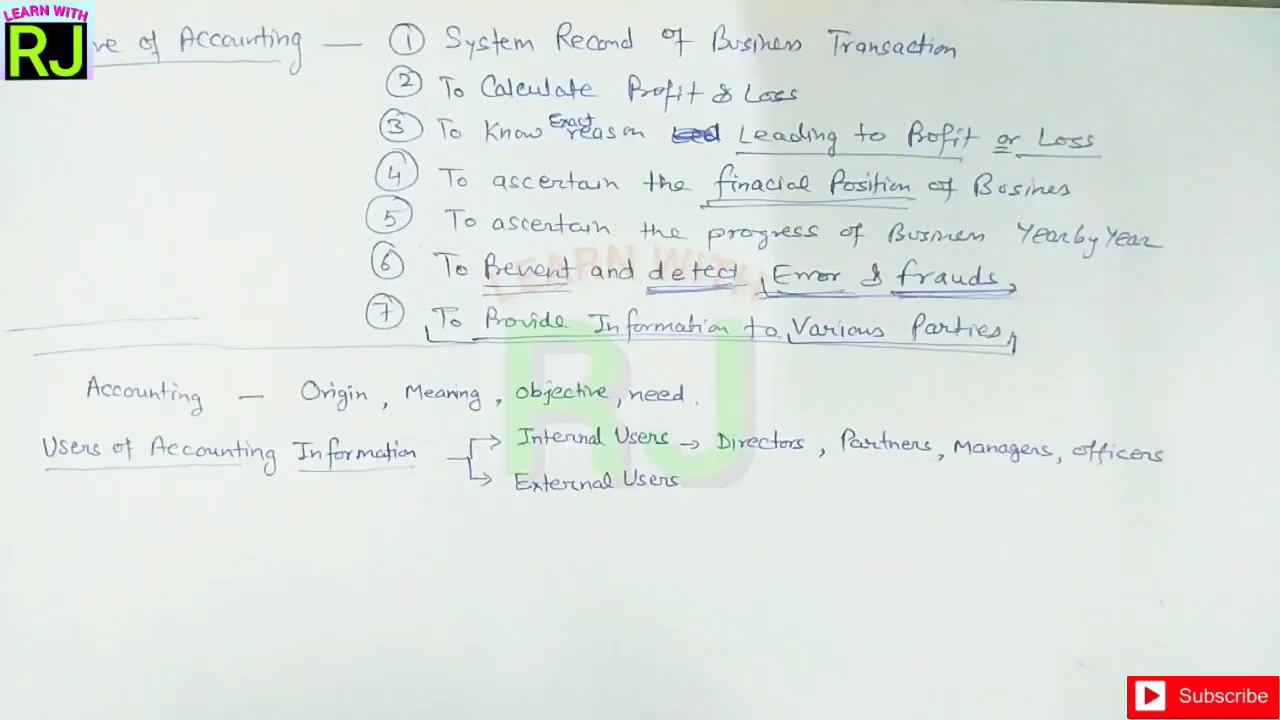 LEARN WITH
RJ
ve of Accounting — ① System Record of Business Transaction
② To Calculate Profit & Loss
③ To Know Exact reason Leading to Profit or Loss
④ To ascertain the finacial Position of Busines
⑤ To ascertain the progress of Business Year by Year
⑥ To Prevent and detect Error & frauds,
⑦ To Provide Information to Various Parties,
LEARN WITH
RJ
Accounting — Origin, Meaning, objective, need.
Users of Accounting Information → Internal Users → Directors, Partners, Managers, officers
→ External Users
Subscribe